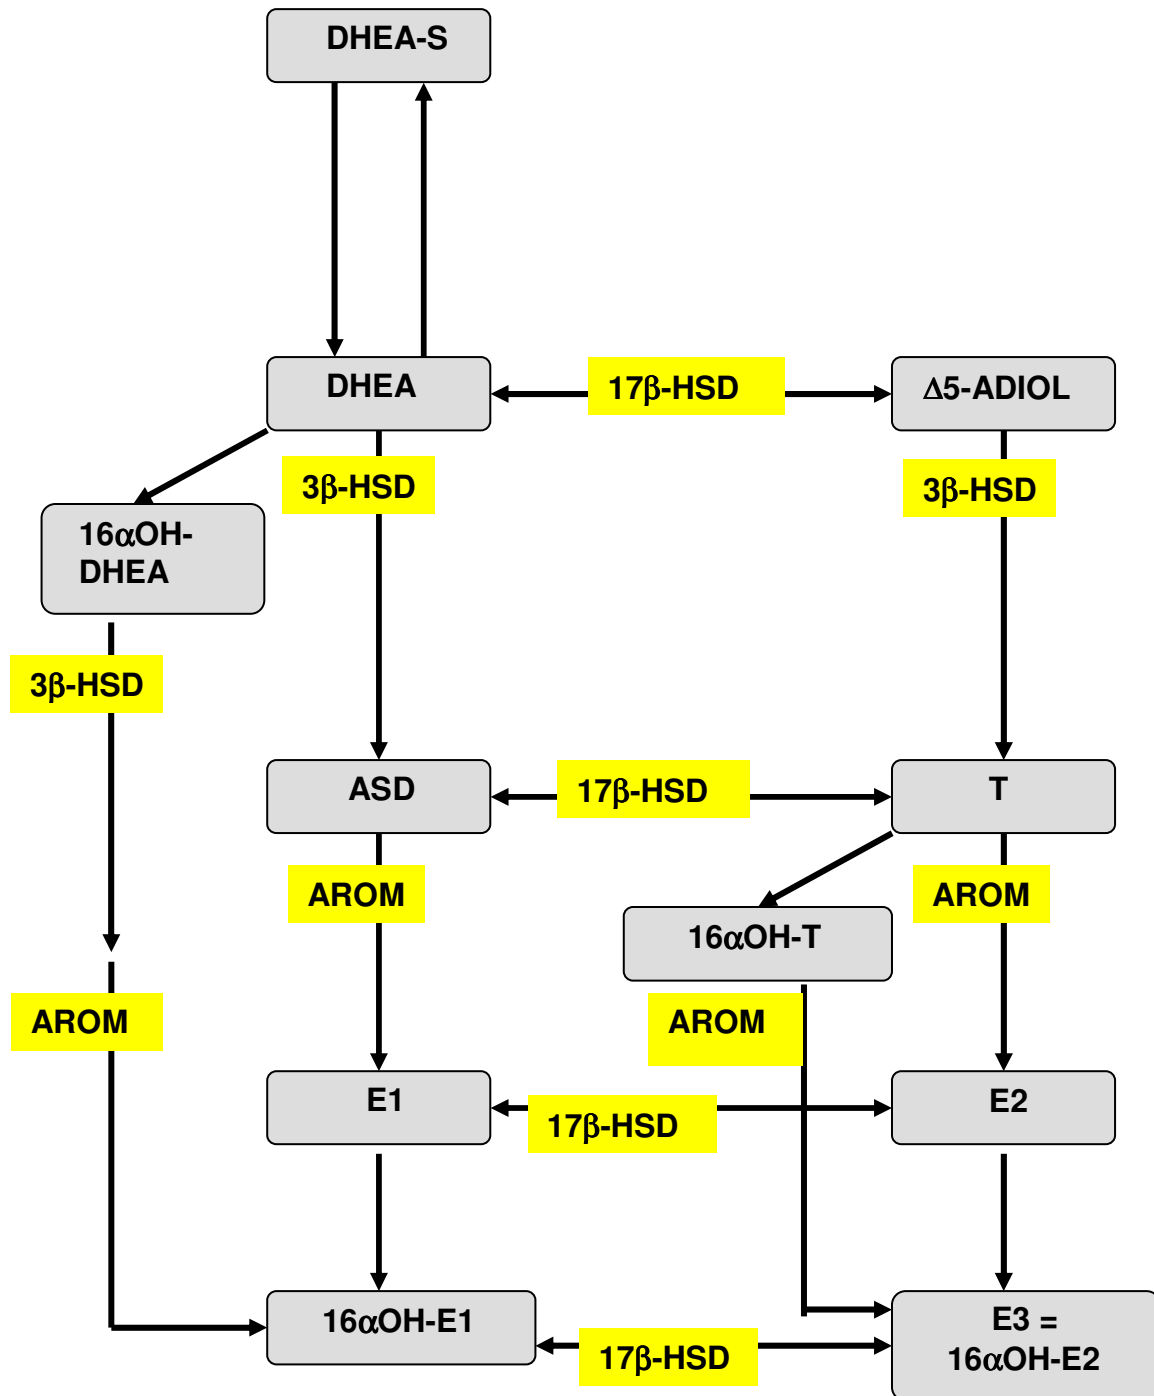 DHEA-S
DHEA
17β-HSD
Δ5-ADIOL
3β-HSD
3β-HSD
16αOH-
DHEA
3β-HSD
ASD
17β-HSD
T
AROM
AROM
16αOH-T
AROM
AROM
E1
17β-HSD
E2
16αOH-E1
17β-HSD
E3 =
16αOH-E2